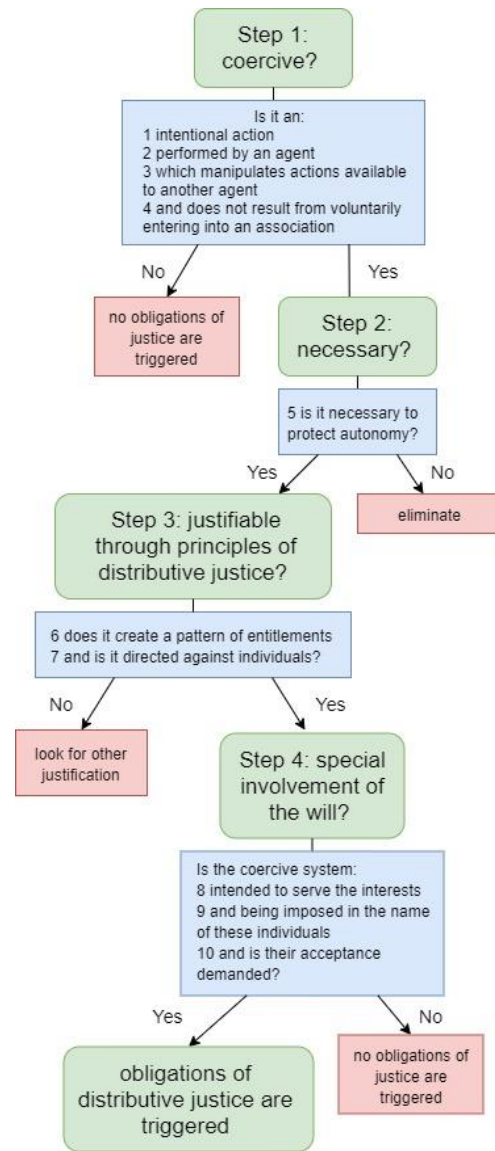 Step 1:
coercive?
Is it an:
1 intentional action
2 performed by an agent
3 which manipulates actions available
to another agent
4 and does not result from voluntarily
entering into an association
No
Yes
no obligations of
justice are
triggered
Step 2:
necessary?
5 is it necessary to
protect autonomy?
Yes
No
eliminate
Step 3: justifiable
through principles of
distributive justice?
6 does it create a pattern of entitlements
7 and is it directed against individuals?
No
Yes
look for other
justification
Step 4: special
involvement of
the will?
Is the coercive system:
8 intended to serve the interests
9 and being imposed in the name
of these individuals
10 and is their acceptance
demanded?
Yes
No
obligations of
distributive justice are
triggered
no obligations of
justice are
triggered